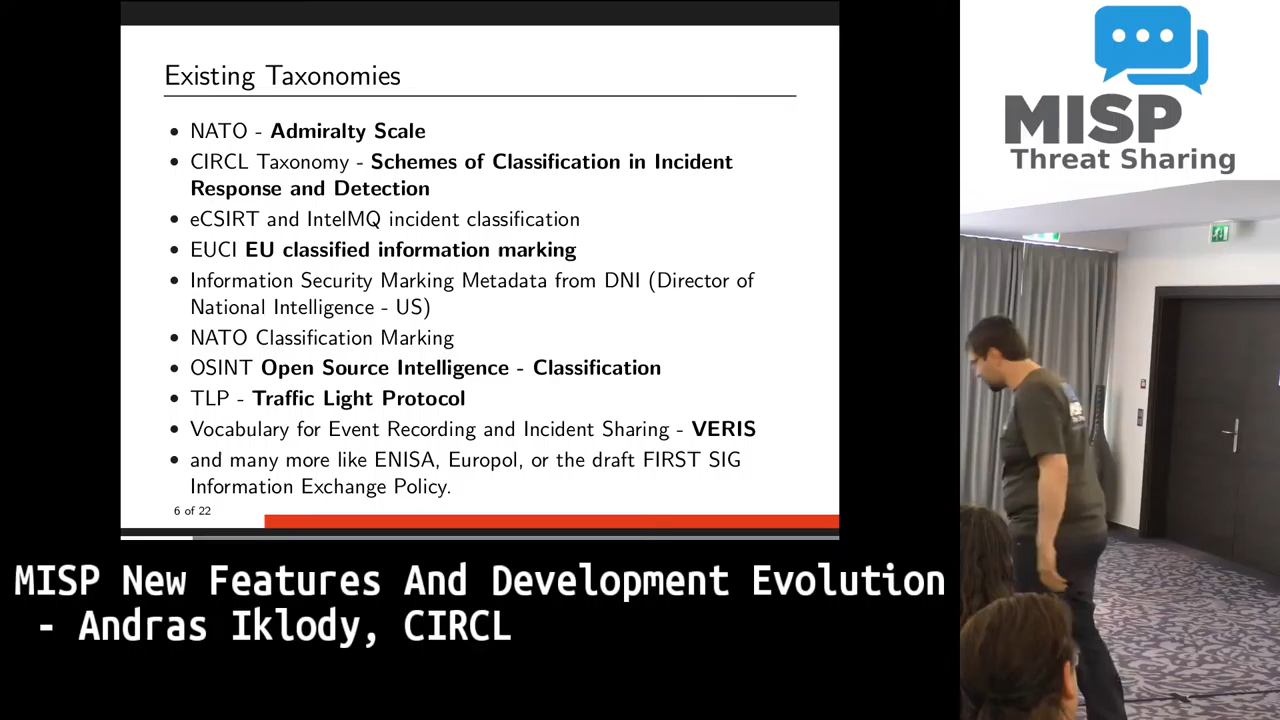 Existing Taxonomies
• NATO - Admiralty Scale
• CIRCL Taxonomy - Schemes of Classification in Incident
Response and Detection
• eCSIRT and IntelMQ incident classification
• EUCI EU classified information marking
• Information Security Marking Metadata from DNI (Director of
National Intelligence - US)
• NATO Classification Marking
• OSINT Open Source Intelligence - Classification
• TLP - Traffic Light Protocol
• Vocabulary for Event Recording and Incident Sharing - VERIS
• and many more like ENISA, Europol, or the draft FIRST SIG
Information Exchange Policy.
6 of 22
MISP
Threat Sharing
MISP New Features And Development Evolution
- Andras Iklody, CIRCL